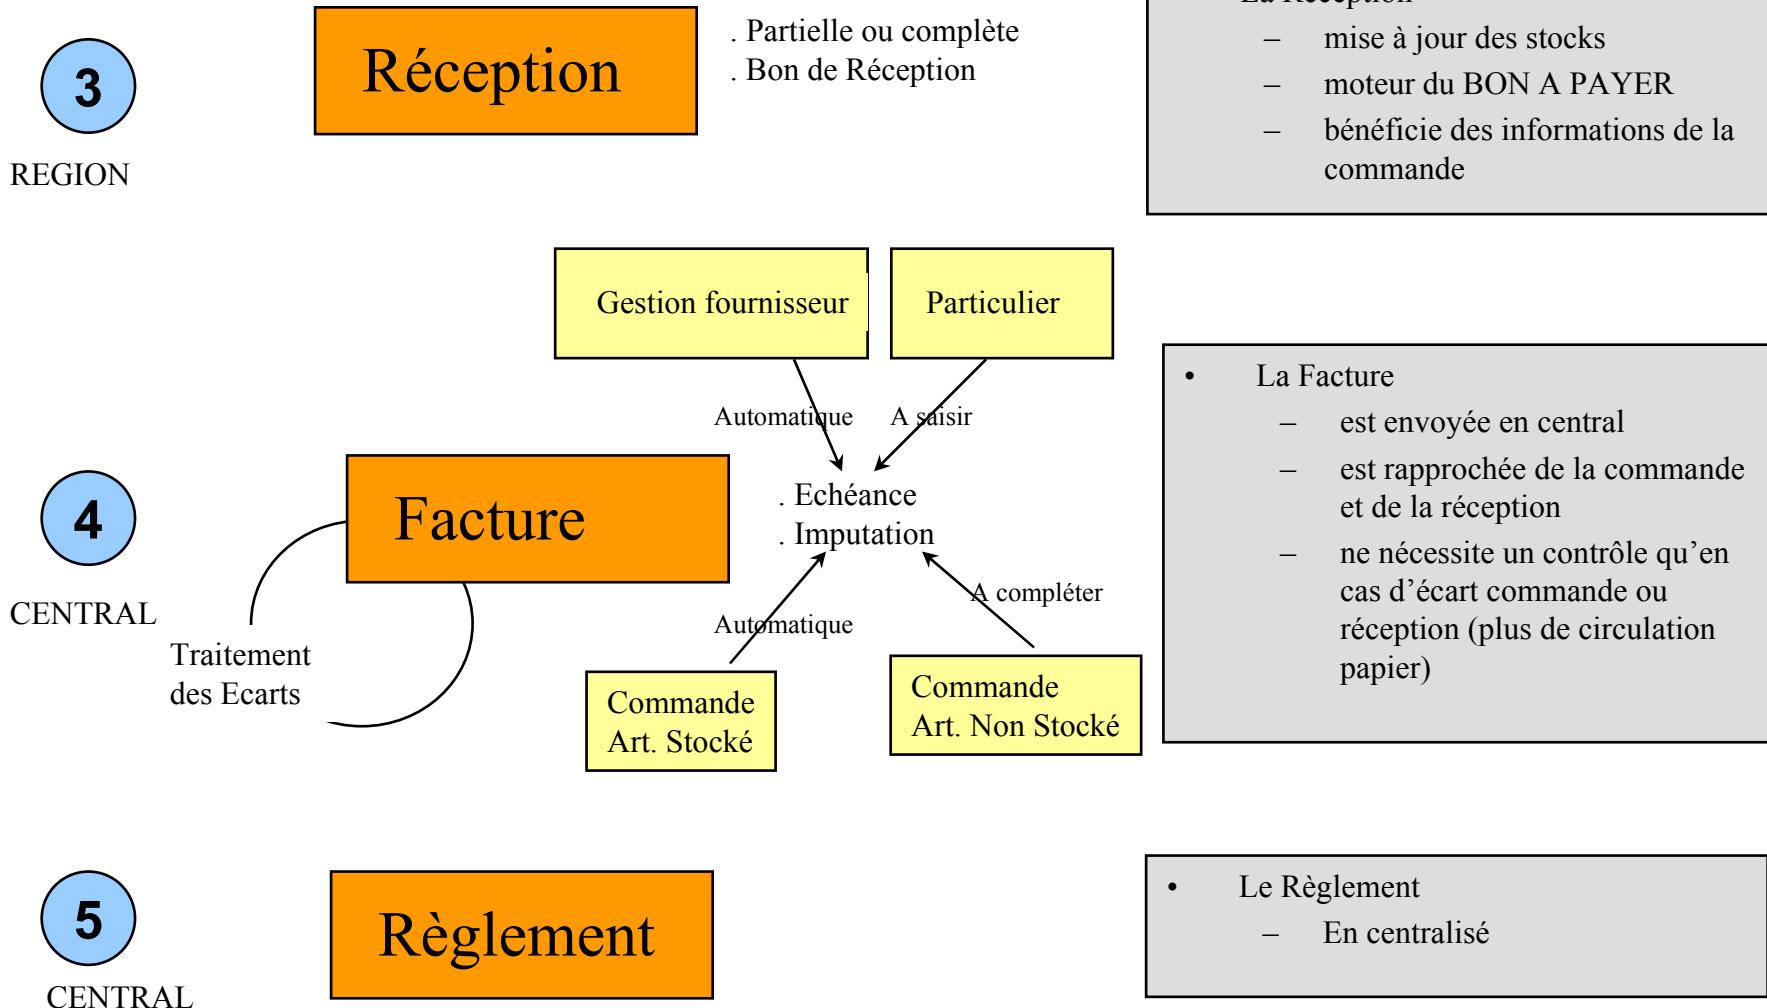 3
REGION
Réception
. Partielle ou complète
. Bon de Réception
La Réception
– mise à jour des stocks
– moteur du BON A PAYER
– bénéficie des informations de la
commande
Gestion fournisseur
Particulier
Automatique
A saisir
4
CENTRAL
Facture
. Echéance
. Imputation
Traitement
des Ecarts
Automatique
A compléter
Commande
Art. Stocké
Commande
Art. Non Stocké
• La Facture
– est envoyée en central
– est rapprochée de la commande
et de la réception
– ne nécessite un contrôle qu’en
cas d’écart commande ou
réception (plus de circulation
papier)
5
CENTRAL
Règlement
• Le Règlement
– En centralisé